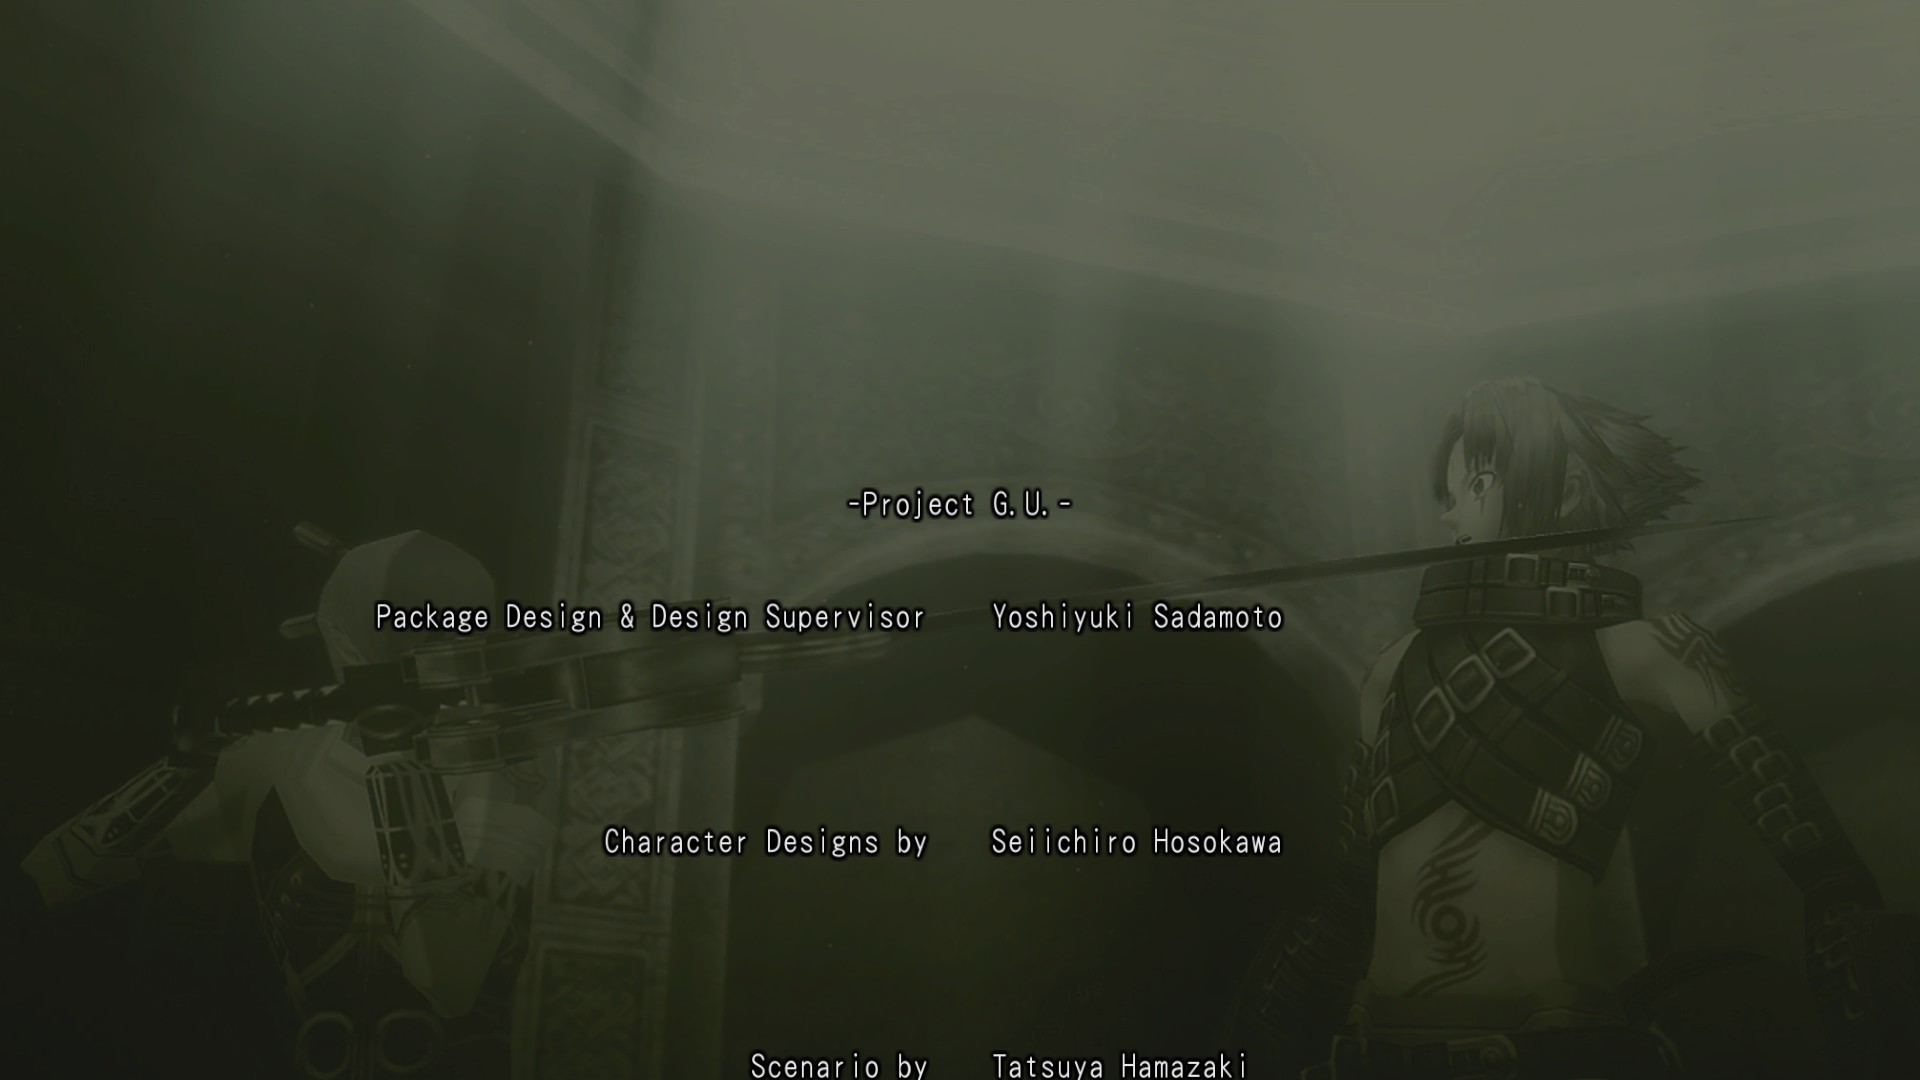 -Project G.U.-
Package Design & Design Supervisor Yoshiyuki Sadamoto
Character Designs by Seiichiro Hosokawa
Scenario by Tatsuya Hamazaki